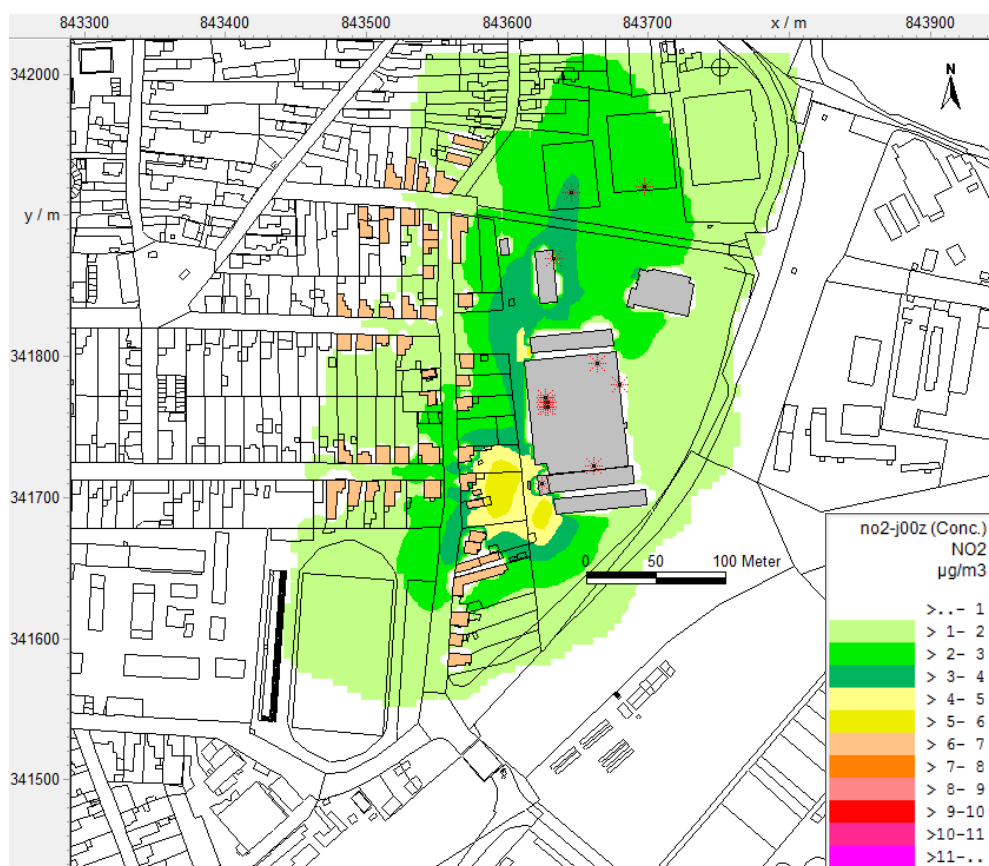 843300 843400 843500 843600 843700 x / m 843900
342000
N
y / m
341800
341700
0 50 100 Meter
341600
341500
no2-j00z (Conc.)
NO2
µg/m3
>..- 1
> 1- 2
> 2- 3
> 3- 4
> 4- 5
> 5- 6
> 6- 7
> 7- 8
> 8- 9
> 9-10
>10-11
>11-..